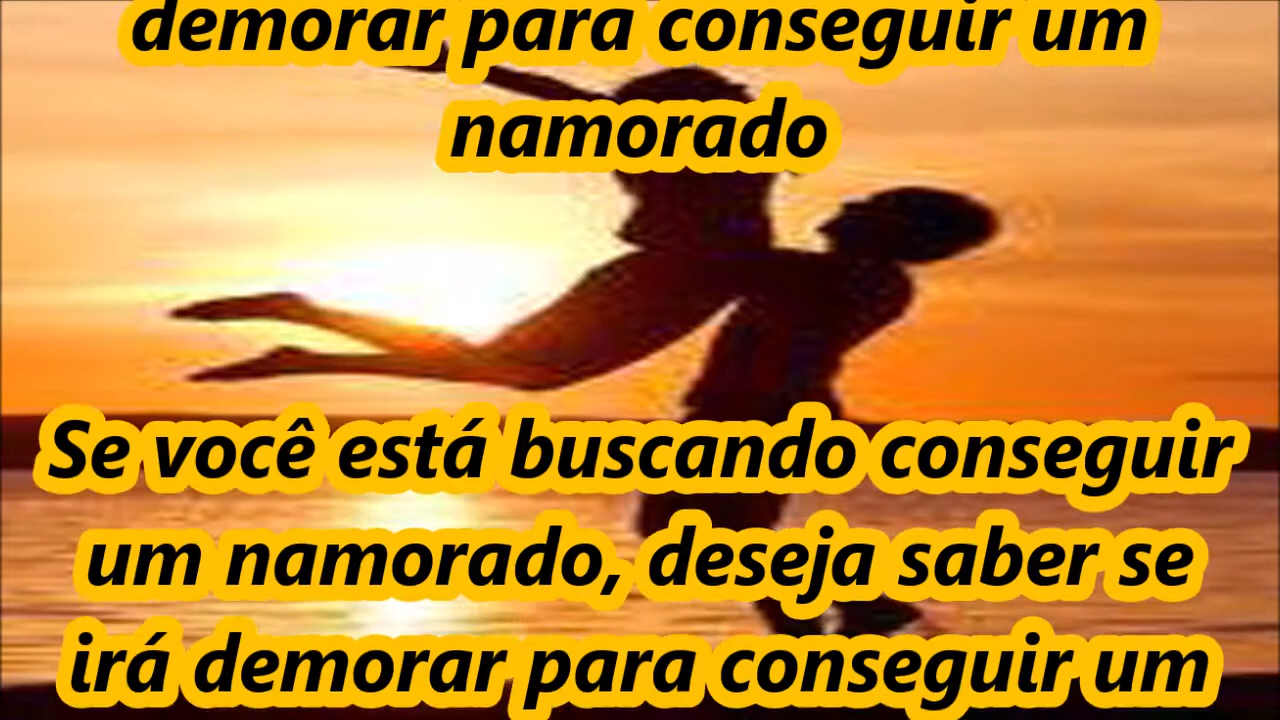 demorar para conseguir um
namorado
Se você está buscando conseguir
um namorado, deseja saber se
irá demorar para conseguir um